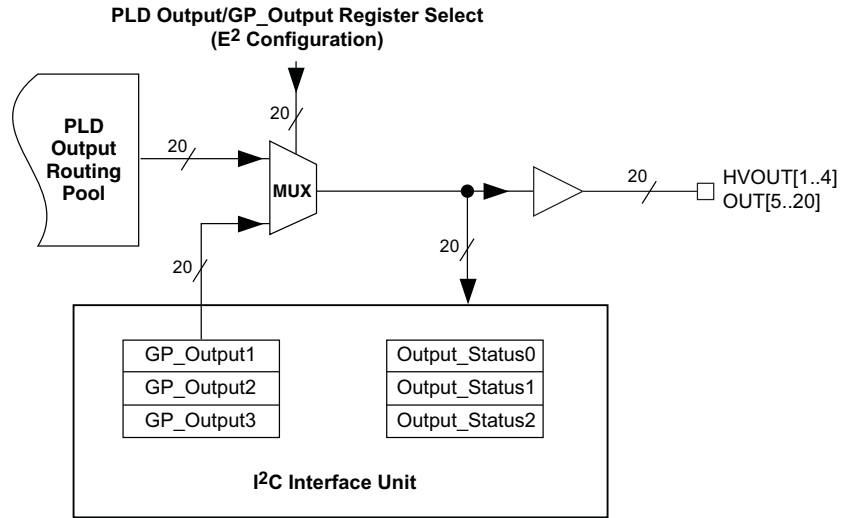 PLD Output/GP_Output Register Select
(E2 Configuration)
20
PLD
Output
Routing
Pool
20
MUX
20
HVOUT[1..4]
OUT[5..20]
20
20
GP_Output1
GP_Output2
GP_Output3
Output_Status0
Output_Status1
Output_Status2
I2C Interface Unit